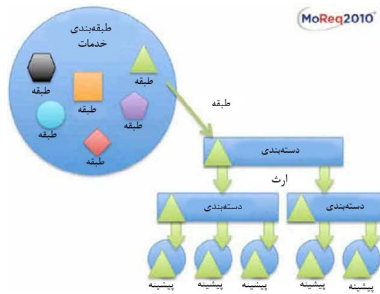 MoReq2010
طبقه‌بندی
خدمات
طبقه
طبقه
طبقه
طبقه
طبقه
طبقه
طبقه
دسته‌بندی
ارث
دسته‌بندی
دسته‌بندی
پیشینه
پیشینه
پیشینه
پیشینه
پیشینه